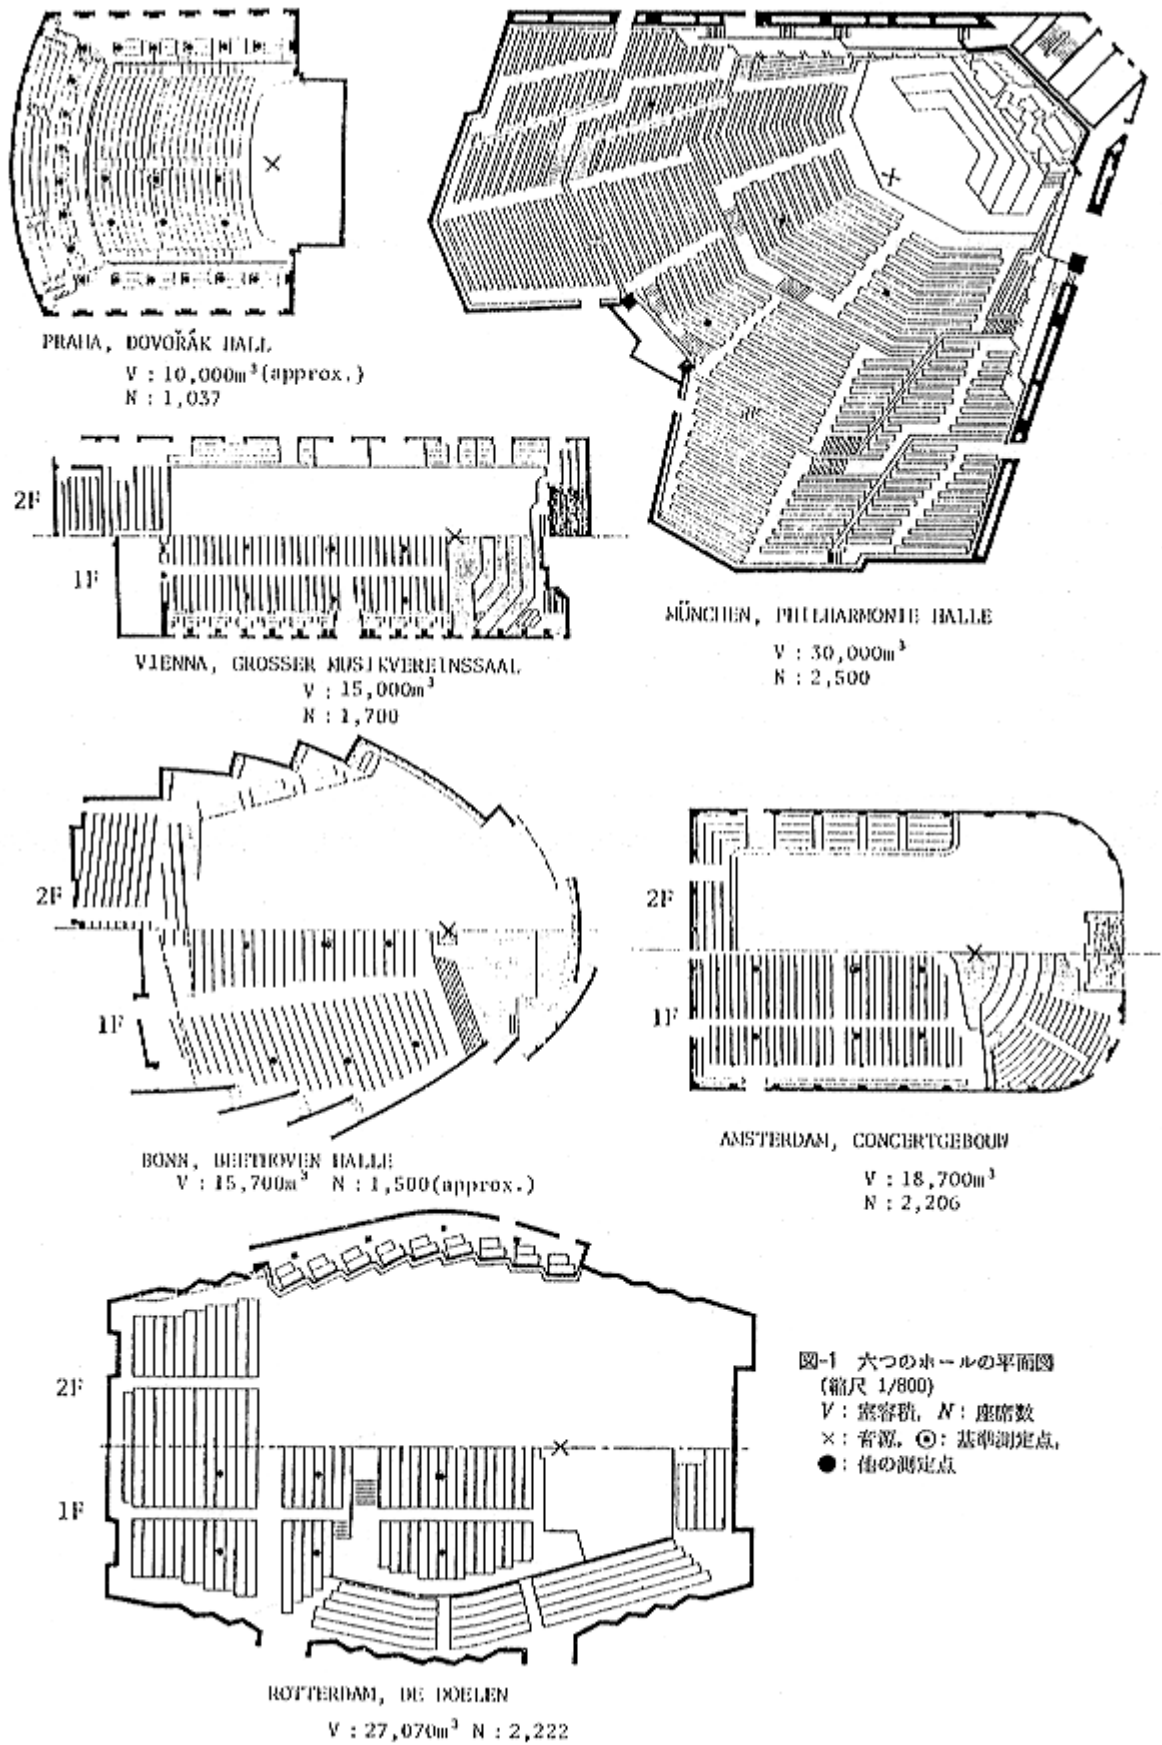 PRAHA, DOVOŘÁK HALL
V : 10,000m³(approx.)
N : 1,037
2F
1F
VIENNA, GROSSER MUSIKVEREINSSAAL
V : 15,000m³
N : 1,700
MÜNCHEN, PHILHARMONIE HALLE
V : 30,000m³
N : 2,500
2F
1F
BONN, BEETHOVEN HALLE
V : 15,700m³ N : 1,500(approx.)
2F
1F
AMSTERDAM, CONCERTGEBOUW
V : 18,700m³
N : 2,206
2F
1F
ROTTERDAM, DE DOELEN
V : 27,070m³ N : 2,222
図-1 六つのホールの平面図
(縮尺 1/800)
V : 室容積, N : 座席数
×: 音源, ⊙: 基準測定点,
●: 他の測定点